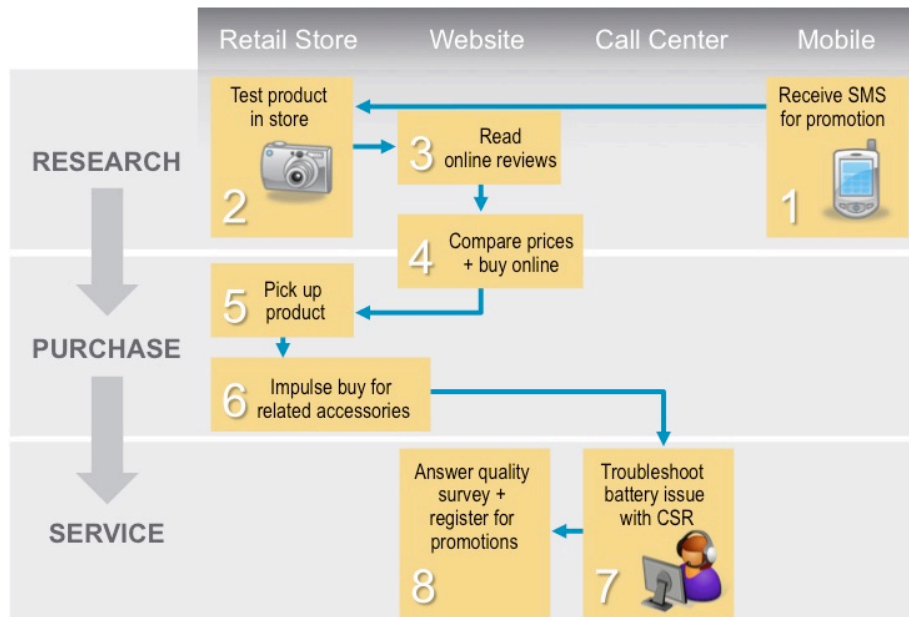 Retail Store
Website
Call Center
Mobile
RESEARCH
PURCHASE
SERVICE
Receive SMS
for promotion
1
Test product
in store
2
3
Read
online reviews
4
Compare prices
+ buy online
5
Pick up
product
6
Impulse buy for
related accessories
Troubleshoot
battery issue
with CSR
7
Answer quality
survey +
register for
promotions
8